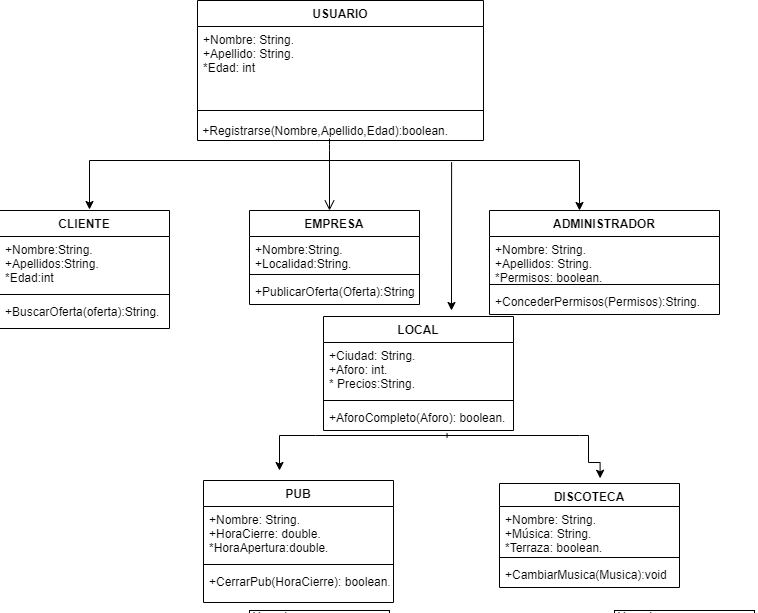 USUARIO
+Nombre: String.
+Apellido: String.
*Edad: int
+Registrarse(Nombre,Apellido,Edad):boolean.
CLIENTE
+Nombre:String.
+Apellidos:String.
*Edad:int
+BuscarOferta(oferta):String.
EMPRESA
+Nombre:String.
+Localidad:String.
+PublicarOferta(Oferta):String
ADMINISTRADOR
+Nombre: String.
+Apellidos: String.
*Permisos: boolean.
+ConcederPermisos(Permisos):String.
LOCAL
+Ciudad: String.
+Aforo: int.
* Precios:String.
+AforoCompleto(Aforo): boolean.
PUB
+Nombre: String.
+HoraCierre: double.
*HoraApertura:double.
+CerrarPub(HoraCierre): boolean.
DISCOTECA
+Nombre: String.
+Música: String.
*Terraza: boolean.
+CambiarMusica(Musica):void